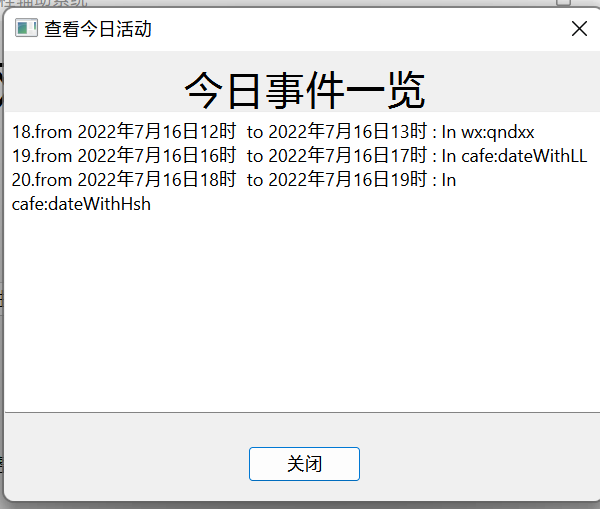 程辅助系统
查看今日活动
今日事件一览
18.from 2022年7月16日12时  to 2022年7月16日13时 : In wx:qndxx
19.from 2022年7月16日16时  to 2022年7月16日17时 : In cafe:dateWithLL
20.from 2022年7月16日18时  to 2022年7月16日19时 : In
cafe:dateWithHsh
关闭